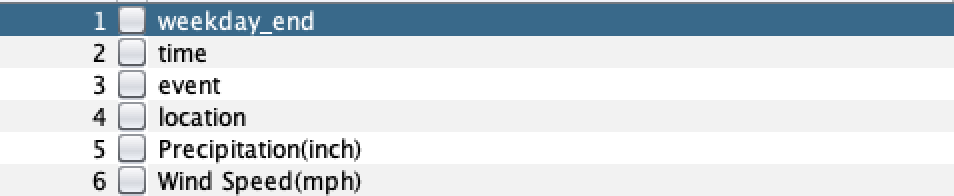 1 weekday_end
2 time
3 event
4 location
5 Precipitation(inch)
6 Wind Speed(mph)